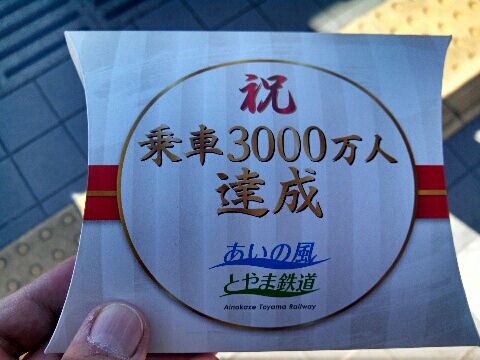 祝
乗車3000万人
達成
あいの風
とやま鉄道
Ainokaze Toyama Railway